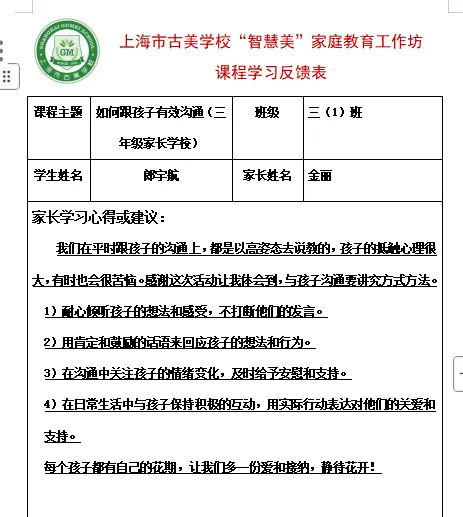 上海市古美学校“智慧美”家庭教育工作坊
课程学习反馈表
SHANGHAI GUMEI SCHOOL
GM
上海市古美学校
课程主题
如何跟孩子有效沟通（三
年级家长学校）
班级
三（1）班
学生姓名
郎宇航
家长姓名
金丽
家长学习心得或建议：
我们在平时跟孩子的沟通上，都是以高姿态去说教的，孩子的抵触心理很
大，有时也会很苦恼。感谢这次活动让我体会到，与孩子沟通要讲究方式方法。
1）耐心倾听孩子的想法和感受，不打断他们的发言。
2）用肯定和鼓励的话语来回应孩子的想法和行为。
3）在沟通中关注孩子的情绪变化，及时给予安慰和支持。
4）在日常生活中与孩子保持积极的互动，用实际行动表达对他们的关爱和
支持。
每个孩子都有自己的花期，让我们多一份爱和接纳，静待花开！